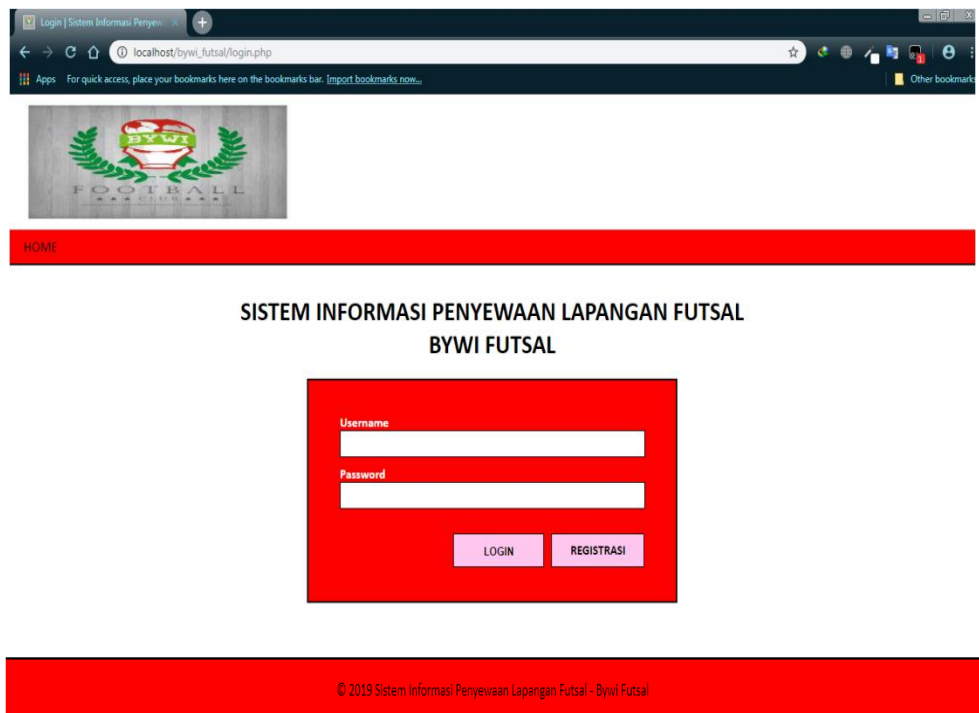 Login | Sistem Informasi Penyew
localhost/bywi_futsal/login.php
Apps For quick access, place your bookmarks here on the bookmarks bar. Import bookmarks now... Other bookmarks
BYWI
FOOTBALL
CLUB
HOME
SISTEM INFORMASI PENYEWAAN LAPANGAN FUTSAL
BYWI FUTSAL
Username
Password
LOGIN REGISTRASI
© 2019 Sistem Informasi Penyewaan Lapangan Futsal - Bywi Futsal